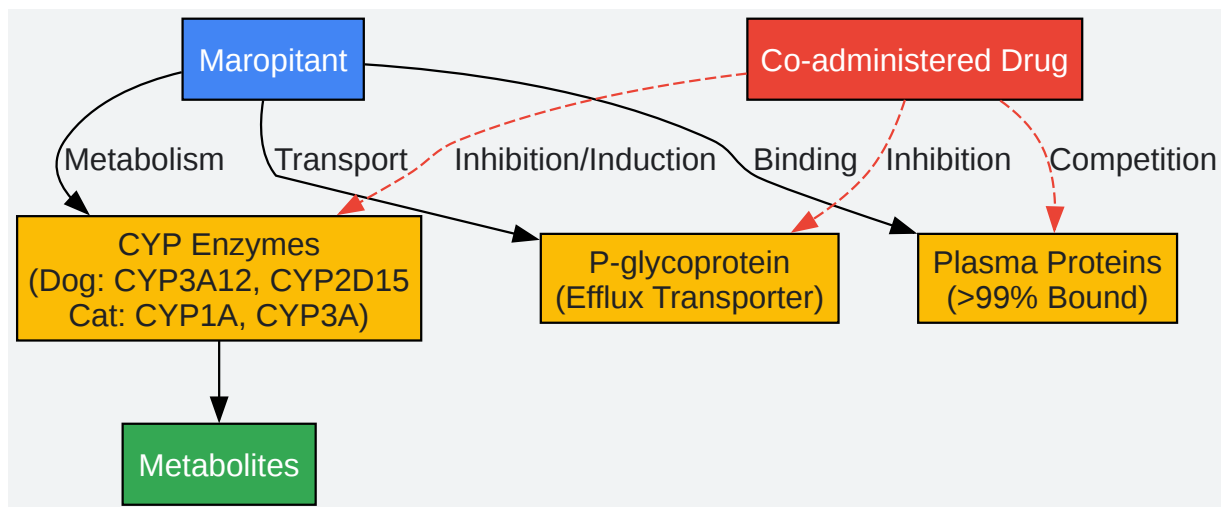 Maropitant
Co-administered Drug
Metabolism
Transport
Inhibition/Induction
Binding
Inhibition
Competition
CYP Enzymes
(Dog: CYP3A12, CYP2D15
Cat: CYP1A, CYP3A)
P-glycoprotein
(Efflux Transporter)
Plasma Proteins
(>99% Bound)
Metabolites